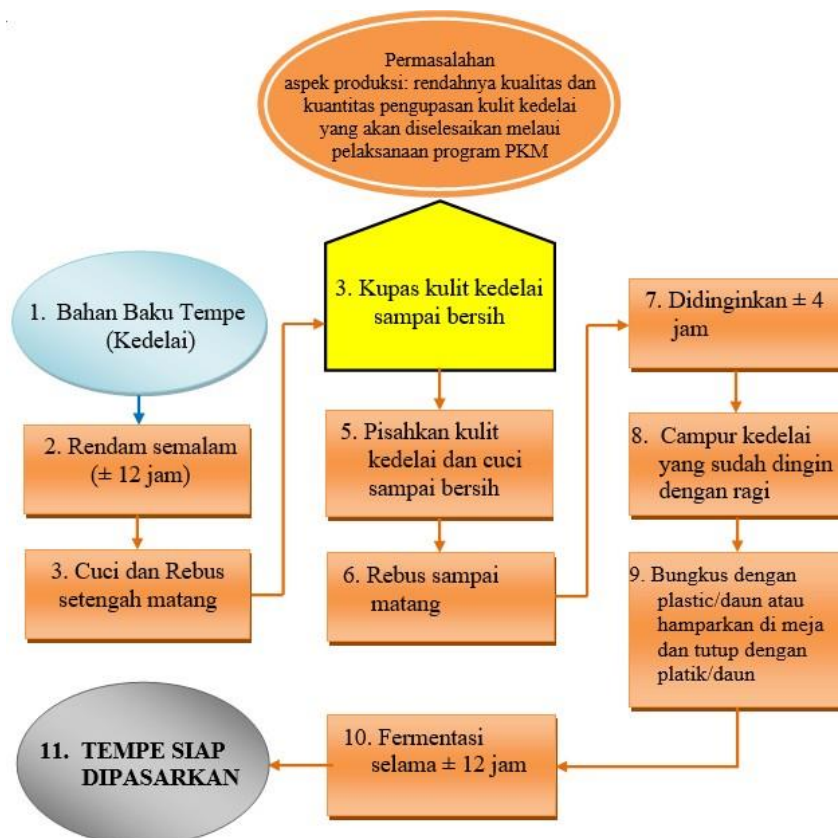 Permasalahan
aspek produksi: rendahnya kualitas dan
kuantitas pengupasan kulit kedelai
yang akan diselesaikan melaui
pelaksanaan program PKM
1. Bahan Baku Tempe
(Kedelai)
2. Rendam semalam
(± 12 jam)
3. Cuci dan Rebus
setengah matang
3. Kupas kulit kedelai
sampai bersih
5. Pisahkan kulit
kedelai dan cuci
sampai bersih
6. Rebus sampai
matang
7. Didinginkan ± 4
jam
8. Campur kedelai
yang sudah dingin
dengan ragi
9. Bungkus dengan
plastic/daun atau
hamparkan di meja
dan tutup dengan
platik/daun
10. Fermentasi
selama ± 12 jam
11. TEMPE SIAP
DIPASARKAN